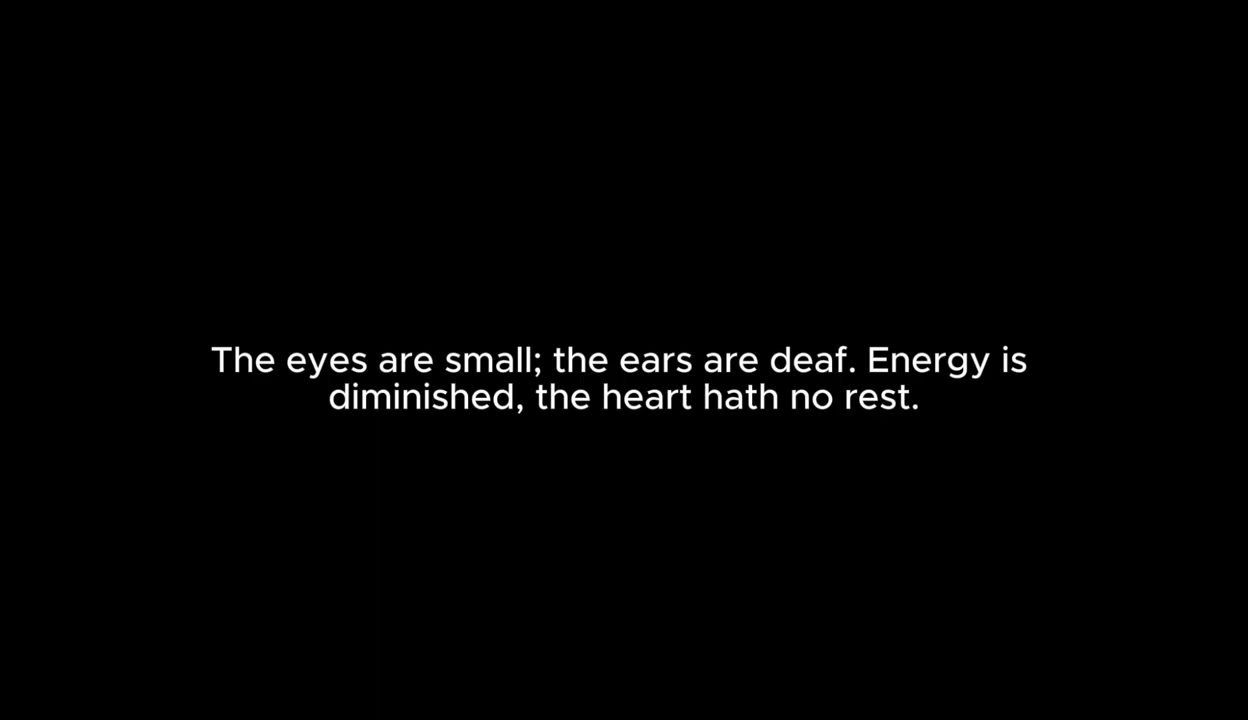 The eyes are small; the ears are deaf. Energy is
diminished, the heart hath no rest.